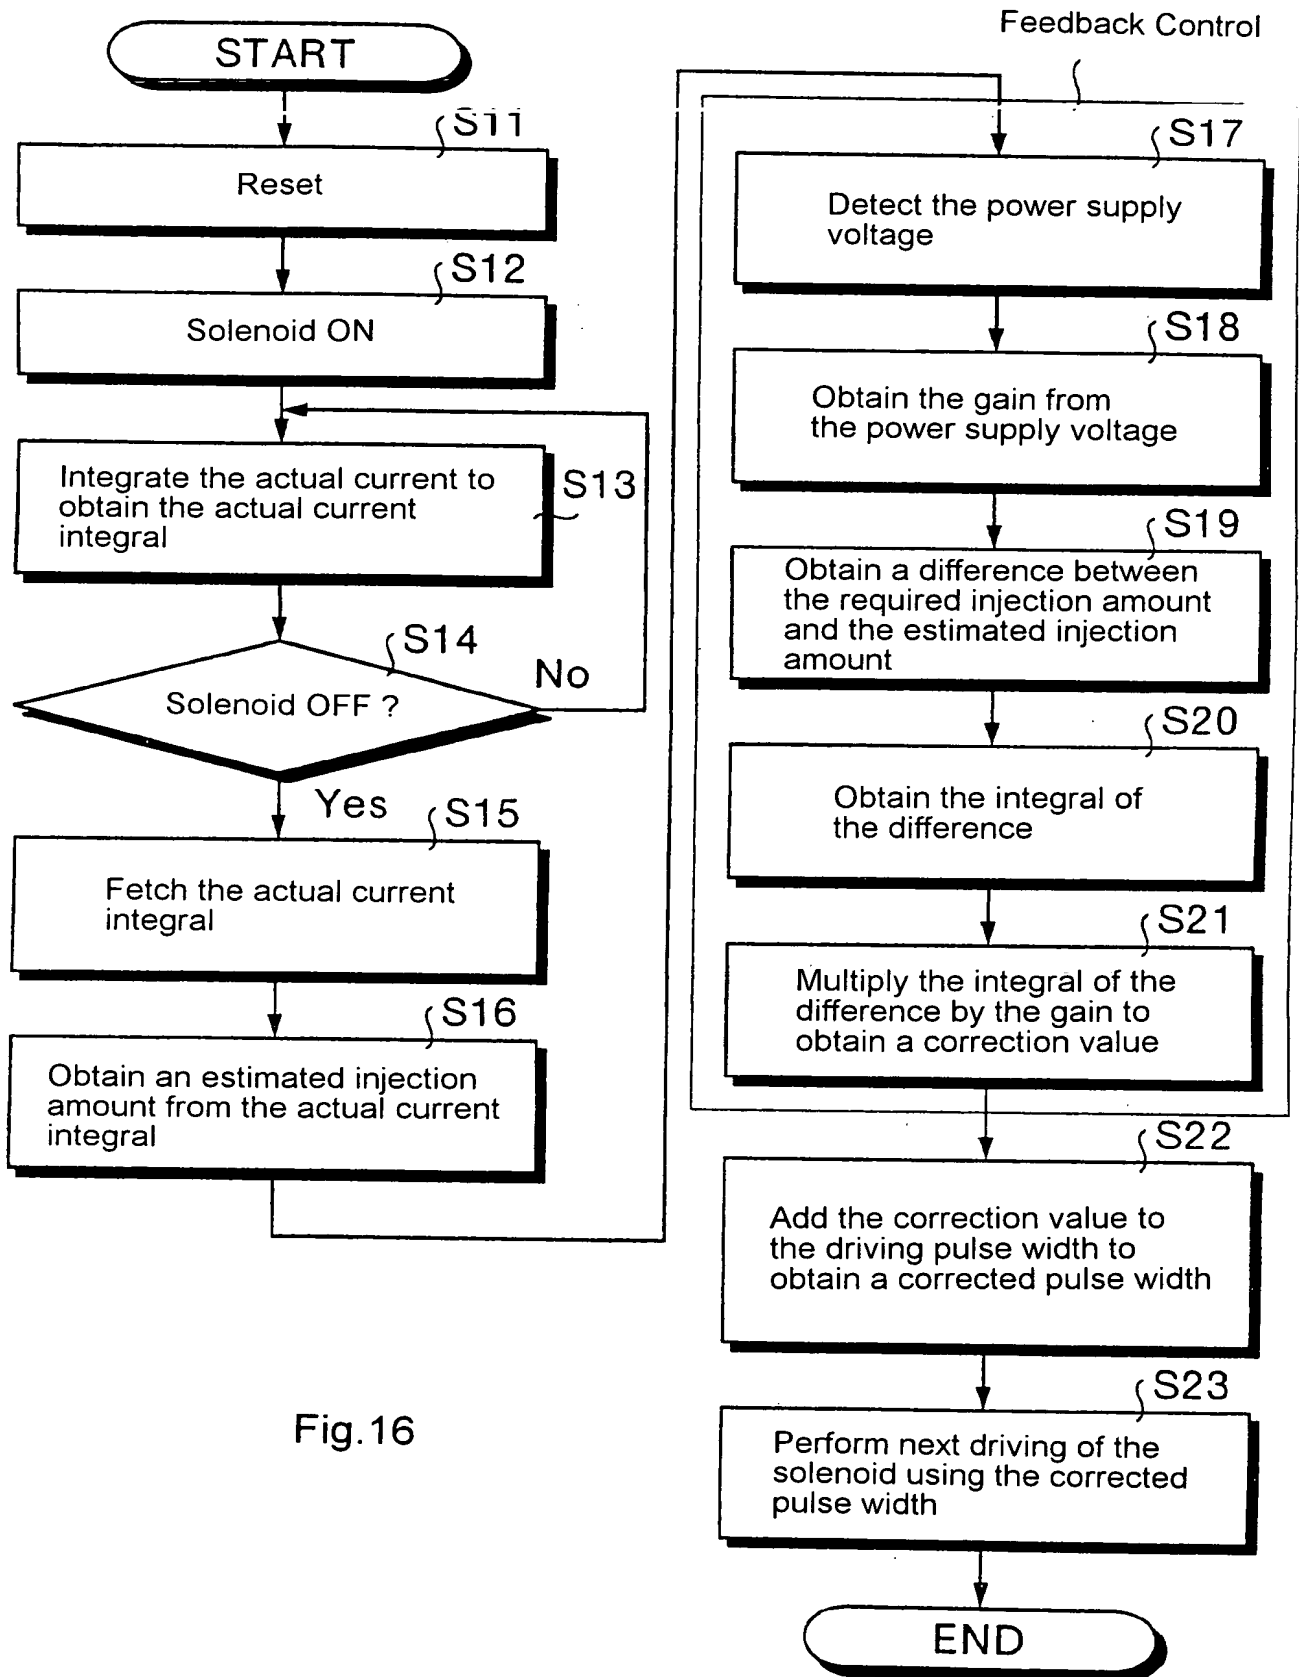 START
S11
Reset
S12
Solenoid ON
Integrate the actual current to
obtain the actual current
integral
S13
S14
Solenoid OFF ?
No
Yes
S15
Fetch the actual current
integral
S16
Obtain an estimated injection
amount from the actual current
integral
Fig.16
Feedback Control
S17
Detect the power supply
voltage
S18
Obtain the gain from
the power supply voltage
S19
Obtain a difference between
the required injection amount
and the estimated injection
amount
S20
Obtain the integral of
the difference
S21
Multiply the integral of the
difference by the gain to
obtain a correction value
S22
Add the correction value to
the driving pulse width to
obtain a corrected pulse width
S23
Perform next driving of the
solenoid using the corrected
pulse width
END